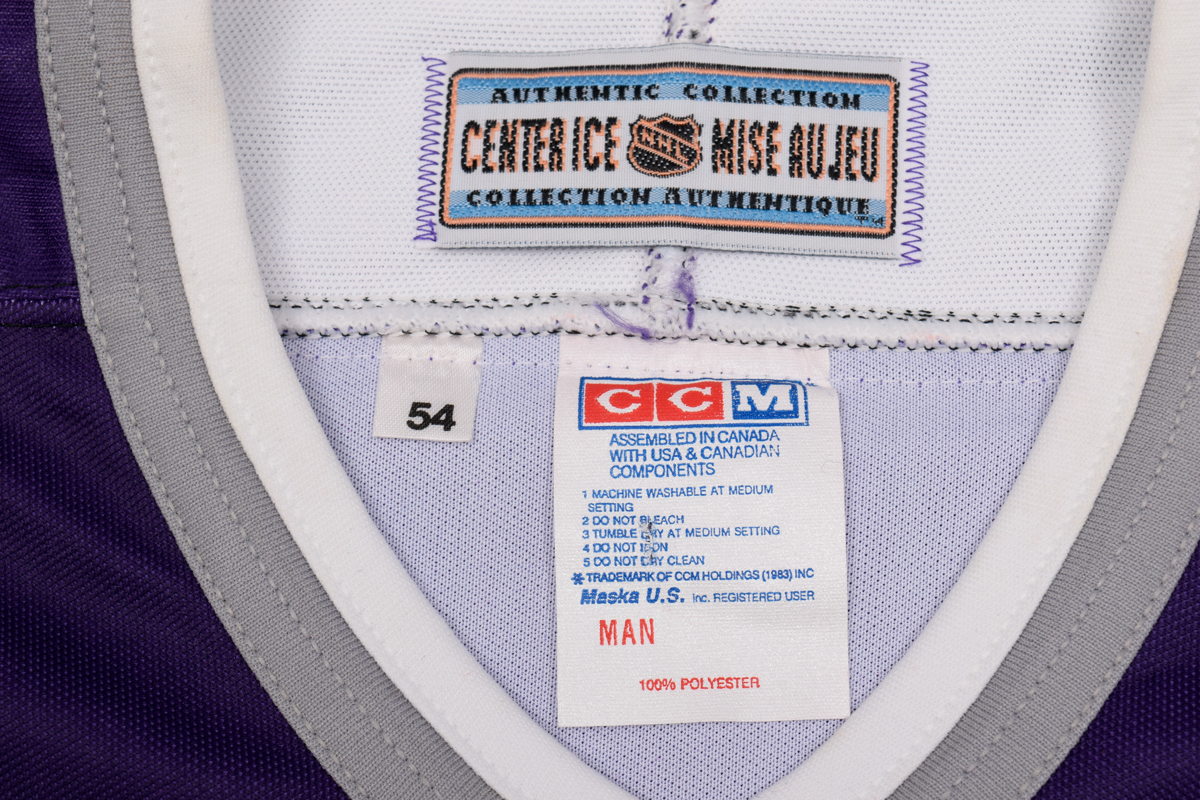 AUTHENTIC COLLECTION
CENTER ICE NHL MISE AU JEU
COLLECTION AUTHENTIQUE
54
CCM
ASSEMBLED IN CANADA
WITH USA & CANADIAN
COMPONENTS
1 MACHINE WASHABLE AT MEDIUM
SETTING
2 DO NOT BLEACH
3 TUMBLE DRY AT MEDIUM SETTING
4 DO NOT IRON
5 DO NOT DRY CLEAN
* TRADEMARK OF CCM HOLDINGS (1983) INC
Maska U.S. Inc. REGISTERED USER
MAN
100% POLYESTER